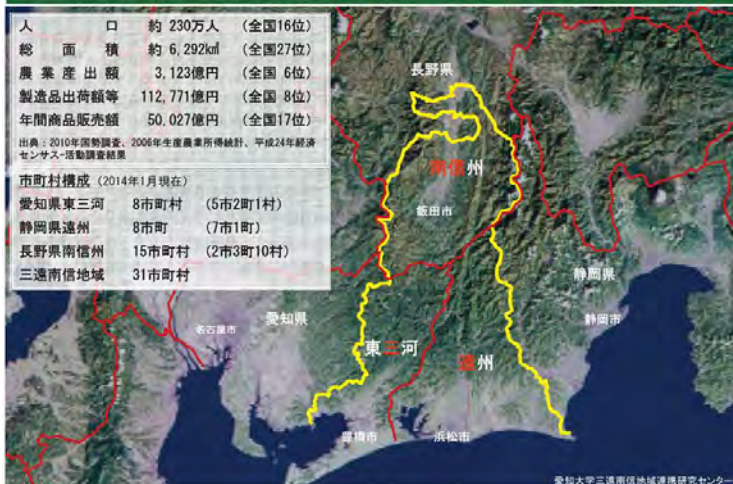 人口 約 230万人 (全国16位)
総面積 約 6,292k㎡ (全国27位)
農業産出額 3,123億円 (全国 6位)
製造品出荷額等 112,771億円 (全国 8位)
年間商品販売額 50.027億円 (全国17位)
出典：2010年国勢調査、2006年生産農業所得統計、平成24年経済
センサス-活動調査結果
市町村構成 (2014年1月現在)
愛知県東三河 8市町村 (5市2町1村)
静岡県遠州 8市町 (7市1町)
長野県南信州 15市町村 (2市3町10村)
三遠南信地域 31市町村
長野県
南信州
飯田市
静岡県
静岡市
愛知県
名古屋市
東三河
遠州
豊橋市
浜松市
愛知大学三遠南信地域連携研究センター